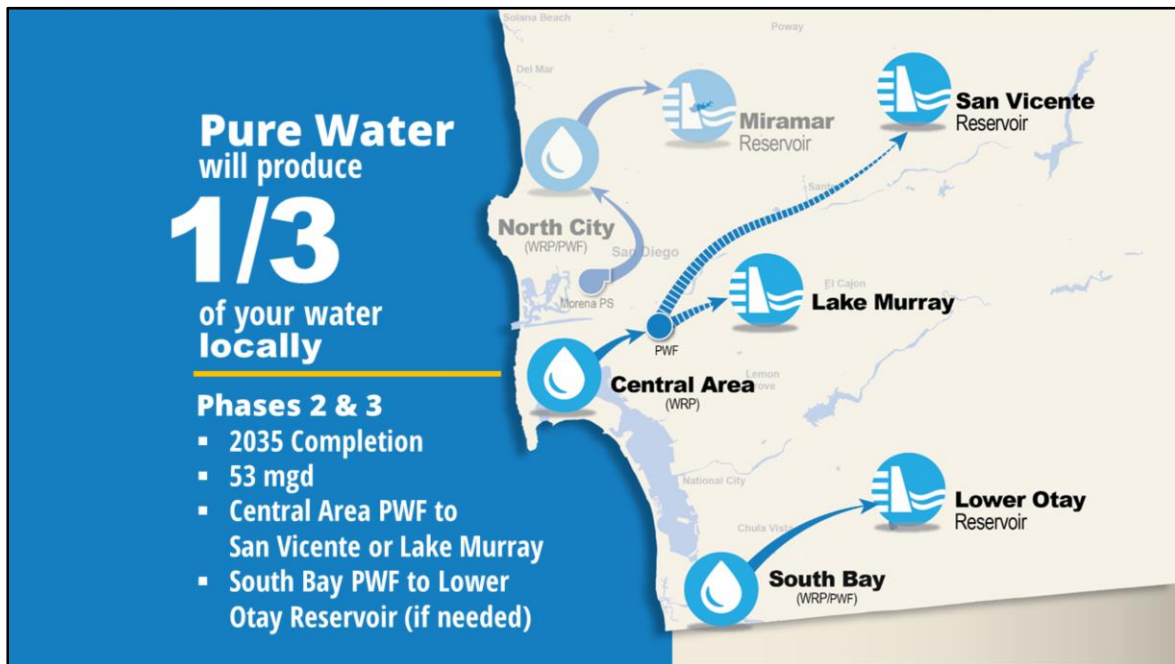 Pure Water
will produce
1/3
of your water
locally
Phases 2 & 3
▪ 2035 Completion
▪ 53 mgd
▪ Central Area PWF to
San Vicente or Lake Murray
▪ South Bay PWF to Lower
Otay Reservoir (if needed)
Solana Beach
Poway
Del Mar
San Vicente
Reservoir
Miramar
Reservoir
North City
(WRP/PWF)
San Diego
Morena PS
El Cajon
Lake Murray
PWF
Central Area
(WRP)
Lemon
National City
Chula Vista
Lower Otay
Reservoir
South Bay
(WRP/PWF)